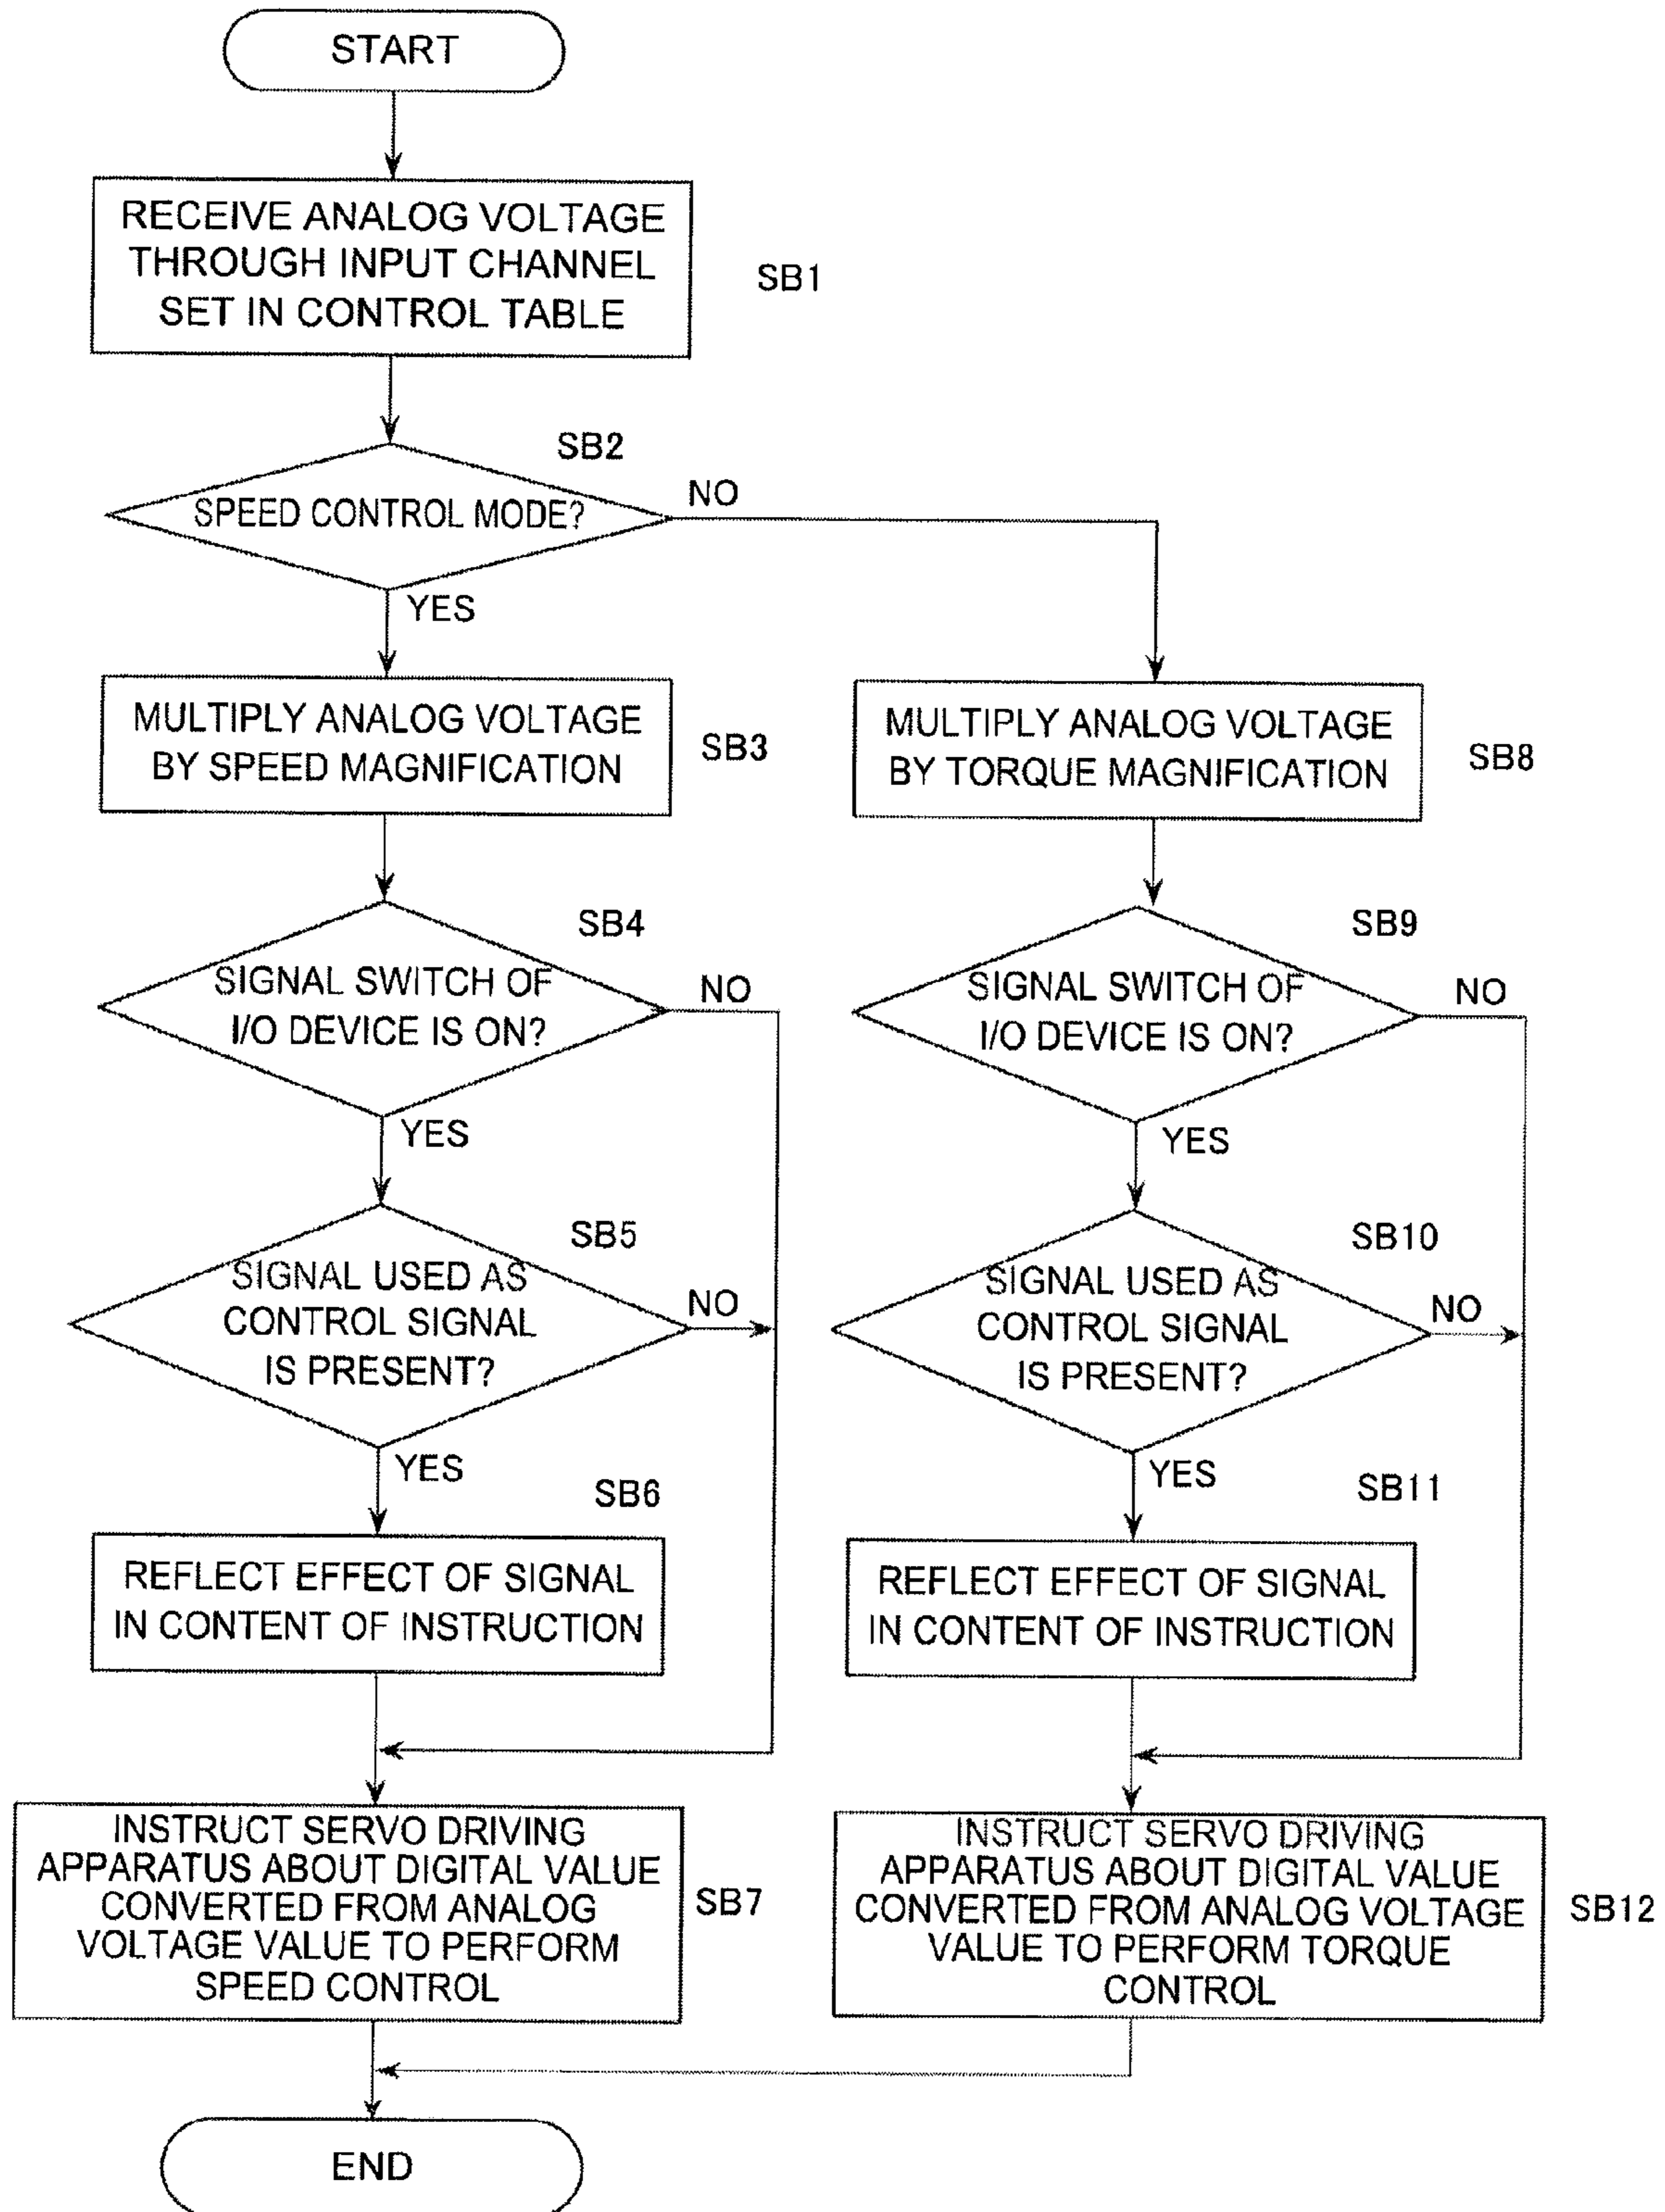 START
RECEIVE ANALOG VOLTAGE
THROUGH INPUT CHANNEL
SET IN CONTROL TABLE
SB1
SB2
SPEED CONTROL MODE?
NO
YES
MULTIPLY ANALOG VOLTAGE
BY SPEED MAGNIFICATION
SB3
MULTIPLY ANALOG VOLTAGE
BY TORQUE MAGNIFICATION
SB8
SB4
SIGNAL SWITCH OF
I/O DEVICE IS ON?
NO
YES
SB9
SIGNAL SWITCH OF
I/O DEVICE IS ON?
NO
YES
SB5
SIGNAL USED AS
CONTROL SIGNAL
IS PRESENT?
NO
YES
SB10
SIGNAL USED AS
CONTROL SIGNAL
IS PRESENT?
NO
YES
SB6
REFLECT EFFECT OF SIGNAL
IN CONTENT OF INSTRUCTION
SB11
REFLECT EFFECT OF SIGNAL
IN CONTENT OF INSTRUCTION
INSTRUCT SERVO DRIVING
APPARATUS ABOUT DIGITAL VALUE
CONVERTED FROM ANALOG
VOLTAGE VALUE TO PERFORM
SPEED CONTROL
SB7
INSTRUCT SERVO DRIVING
APPARATUS ABOUT DIGITAL VALUE
CONVERTED FROM ANALOG VOLTAGE
VALUE TO PERFORM TORQUE
CONTROL
SB12
END